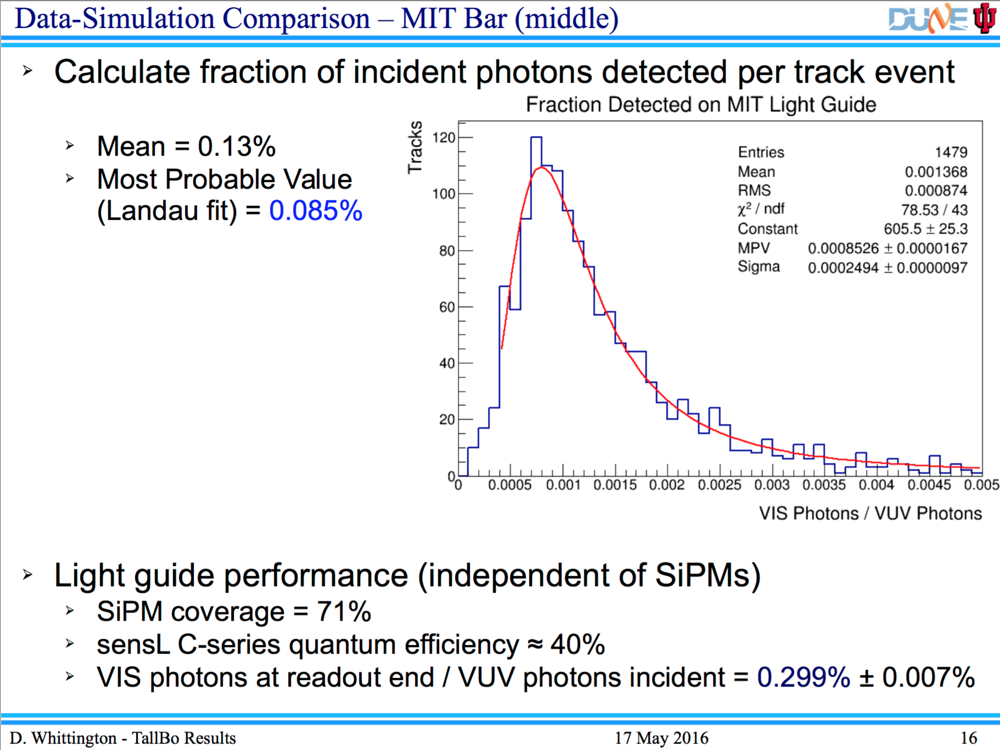 Data-Simulation Comparison – MIT Bar (middle)
DUNE
Calculate fraction of incident photons detected per track event
Mean = 0.13%
Most Probable Value
(Landau fit) = 0.085%
Fraction Detected on MIT Light Guide
Tracks
120
100
80
60
40
20
0
Entries 1479
Mean 0.001368
RMS 0.000874
χ² / ndf 78.53 / 43
Constant 605.5 ± 25.3
MPV 0.0008526 ± 0.0000167
Sigma 0.0002494 ± 0.0000097
0 0.0005 0.001 0.0015 0.002 0.0025 0.003 0.0035 0.004 0.0045 0.005
VIS Photons / VUV Photons
Light guide performance (independent of SiPMs)
SiPM coverage = 71%
sensL C-series quantum efficiency ≈ 40%
VIS photons at readout end / VUV photons incident = 0.299% ± 0.007%
D. Whittington - TallBo Results
17 May 2016
16